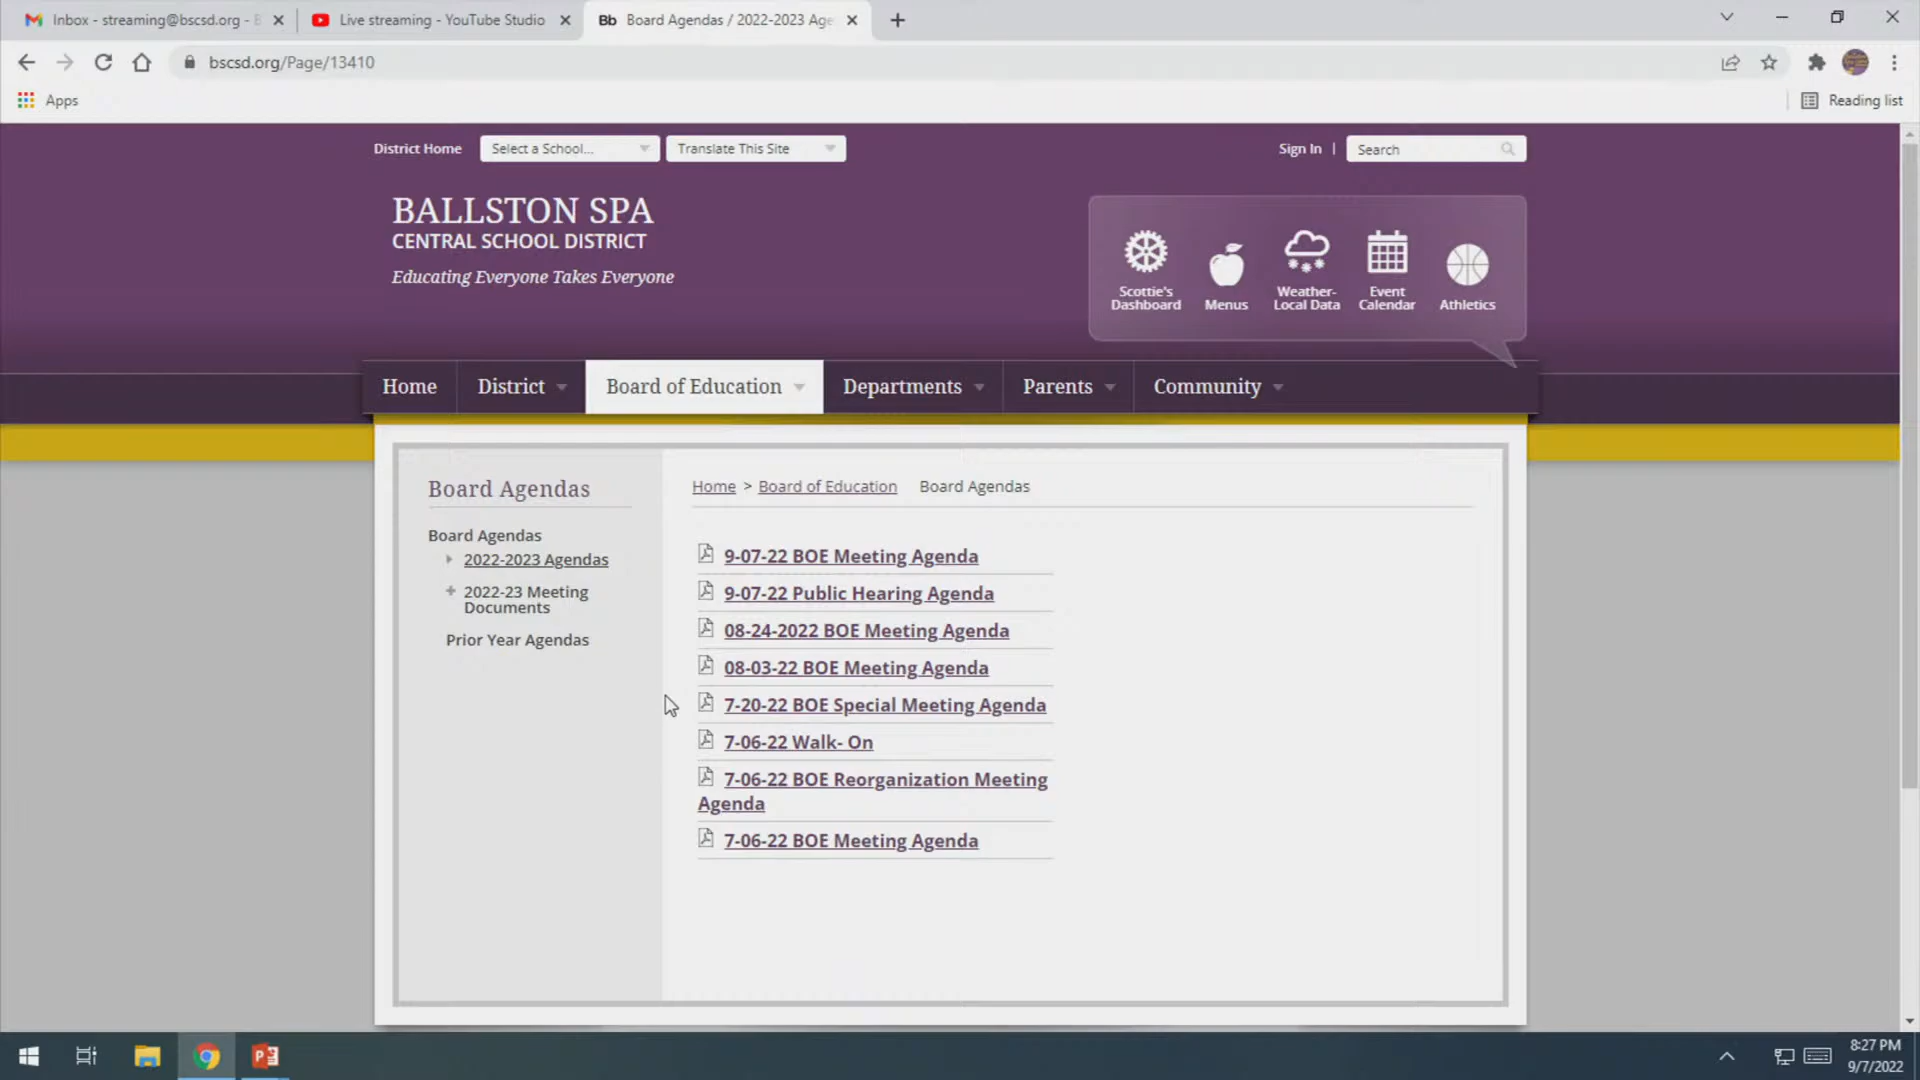 Inbox - streaming@bscsd.org -
Live streaming - YouTube Studio
Bb Board Agendas / 2022-2023 Age
bscsd.org/Page/13410
Apps
Reading list
District Home
Select a School...
Translate This Site
Sign In |
Search
BALLSTON SPA
CENTRAL SCHOOL DISTRICT
Educating Everyone Takes Everyone
Scottie's
Dashboard
Menus
Weather-
Local Data
Event
Calendar
Athletics
Home
District
Board of Education
Departments
Parents
Community
Board Agendas
Board Agendas
2022-2023 Agendas
2022-23 Meeting
Documents
Prior Year Agendas
Home > Board of Education Board Agendas
9-07-22 BOE Meeting Agenda
9-07-22 Public Hearing Agenda
08-24-2022 BOE Meeting Agenda
08-03-22 BOE Meeting Agenda
7-20-22 BOE Special Meeting Agenda
7-06-22 Walk- On
7-06-22 BOE Reorganization Meeting
Agenda
7-06-22 BOE Meeting Agenda
8:27 PM
9/7/2022